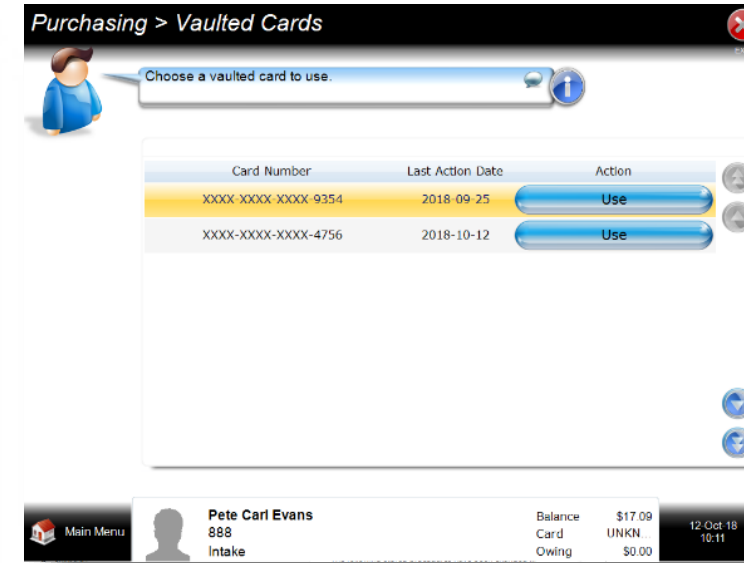 Purchasing > Vaulted Cards
Choose a vaulted card to use.
Card Number Last Action Date Action
XXXX-XXXX-XXXX-9354 2018-09-25 Use
XXXX-XXXX-XXXX-4756 2018-10-12 Use
Main Menu
Pete Carl Evans
888
Intake
Balance $17.09
Card UNKN...
Owing $0.00
12-Oct-18
10:11